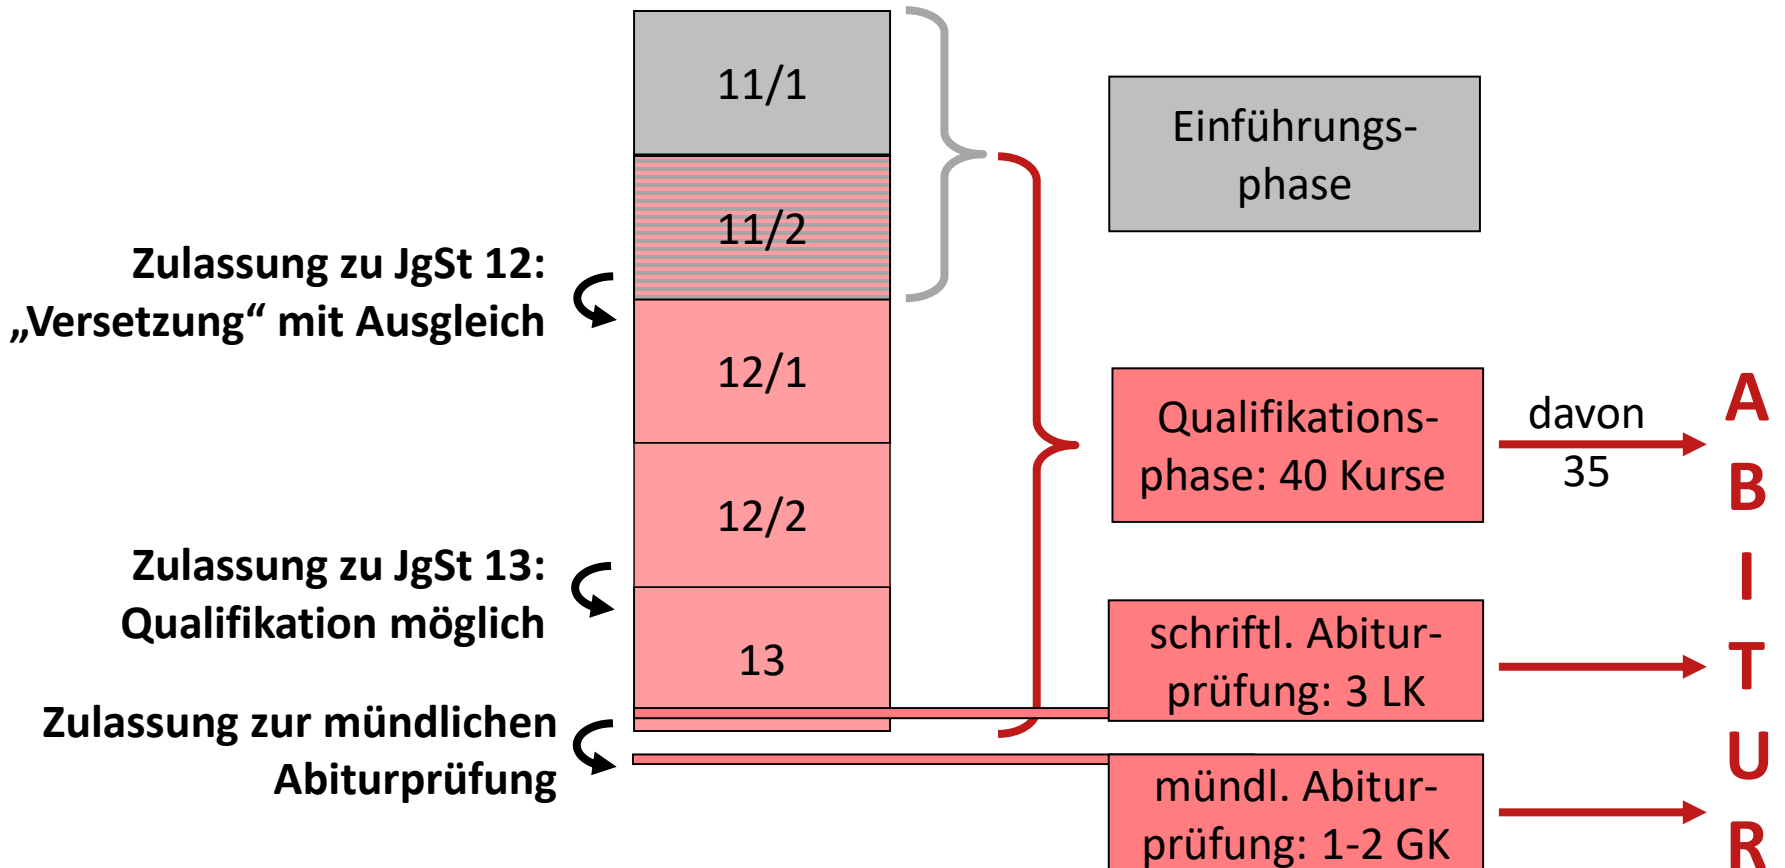 11/1
11/2
12/1
12/2
13
Zulassung zu JgSt 12:
„Versetzung“ mit Ausgleich
Zulassung zu JgSt 13:
Qualifikation möglich
Zulassung zur mündlichen
Abiturprüfung
Einführungs-
phase
Qualifikations-
phase: 40 Kurse
davon
35
schriftl. Abitur-
prüfung: 3 LK
mündl. Abitur-
prüfung: 1-2 GK
A
B
I
T
U
R